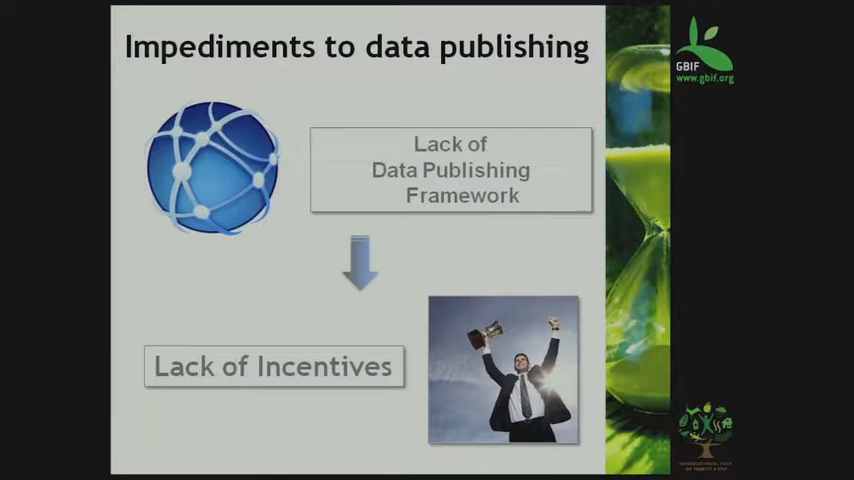 Impediments to data publishing
GBIF
www.gbif.org
Lack of
Data Publishing
Framework
Lack of Incentives